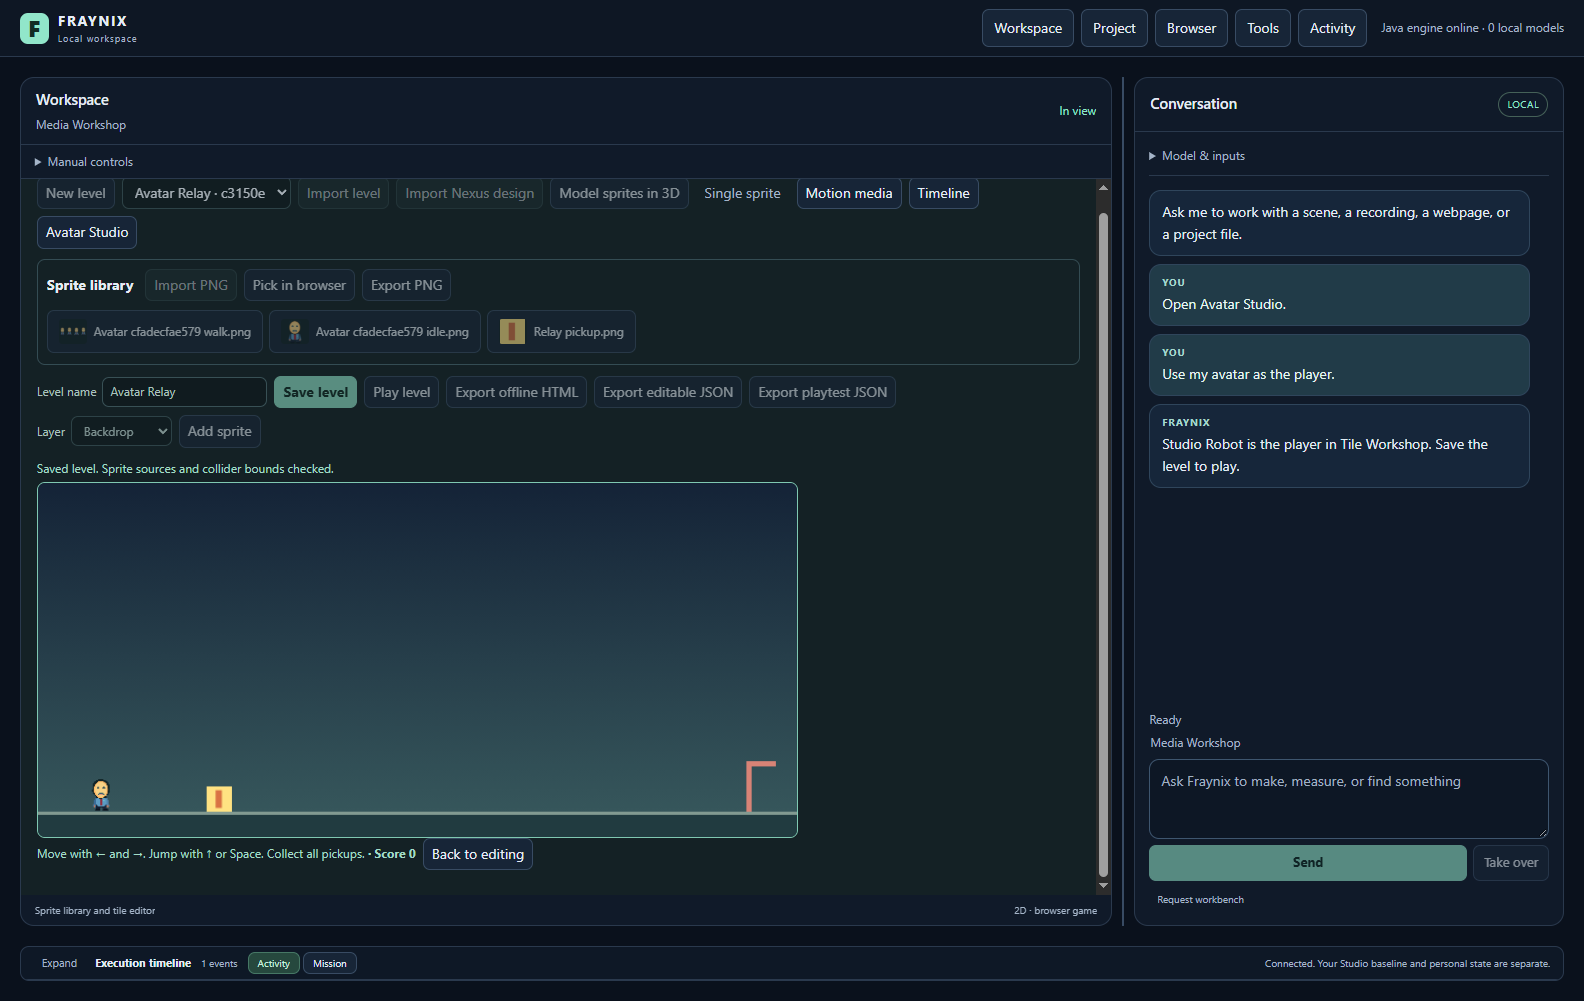 F FRAYNIX
Local workspace
Workspace Project Browser Tools Activity Java engine online · 0 local models
Workspace
Media Workshop
In view
▶ Manual controls
New level Avatar Relay · c3150e Import level Import Nexus design Model sprites in 3D Single sprite Motion media Timeline
Avatar Studio
Sprite library Import PNG Pick in browser Export PNG
Avatar cfadecfae579 walk.png Avatar cfadecfae579 idle.png Relay pickup.png
Level name Avatar Relay Save level Play level Export offline HTML Export editable JSON Export playtest JSON
Layer Backdrop Add sprite
Saved level. Sprite sources and collider bounds checked.
Move with ← and →. Jump with ↑ or Space. Collect all pickups. · Score 0 Back to editing
Sprite library and tile editor 2D · browser game
Conversation LOCAL
▶ Model & inputs
Ask me to work with a scene, a recording, a webpage, or
a project file.
YOU
Open Avatar Studio.
YOU
Use my avatar as the player.
FRAYNIX
Studio Robot is the player in Tile Workshop. Save the
level to play.
Ready
Media Workshop
Ask Fraynix to make, measure, or find something
Send Take over
Request workbench
Expand Execution timeline 1 events Activity Mission Connected. Your Studio baseline and personal state are separate.